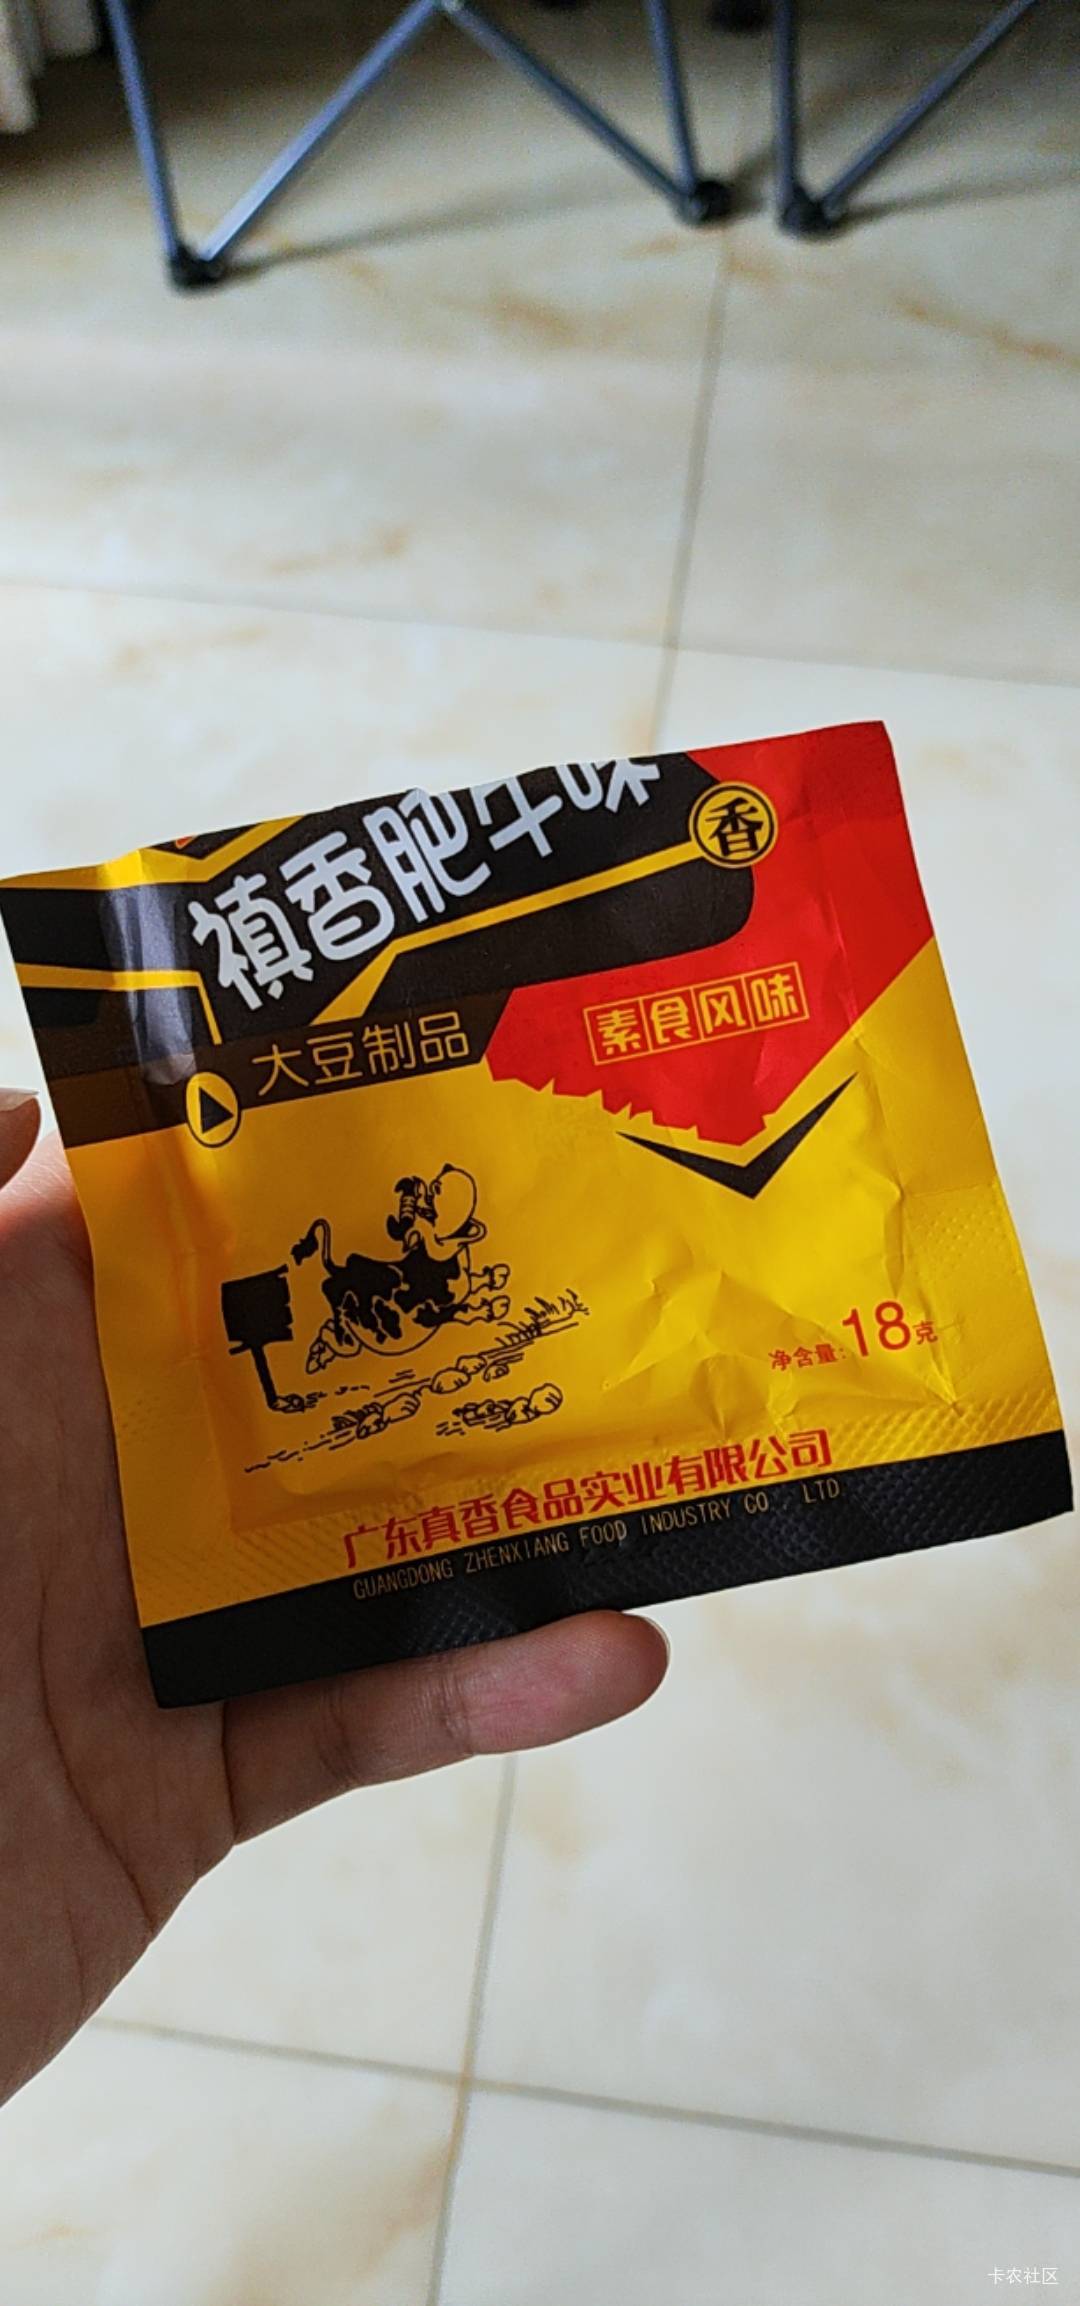 禛香肥牛味
香
大豆制品
素食风味
净含量:18克
广东真香食品实业有限公司
GUANGDONG ZHENXIANG FOOD INDUSTRY CO., LTD.
卡农社区